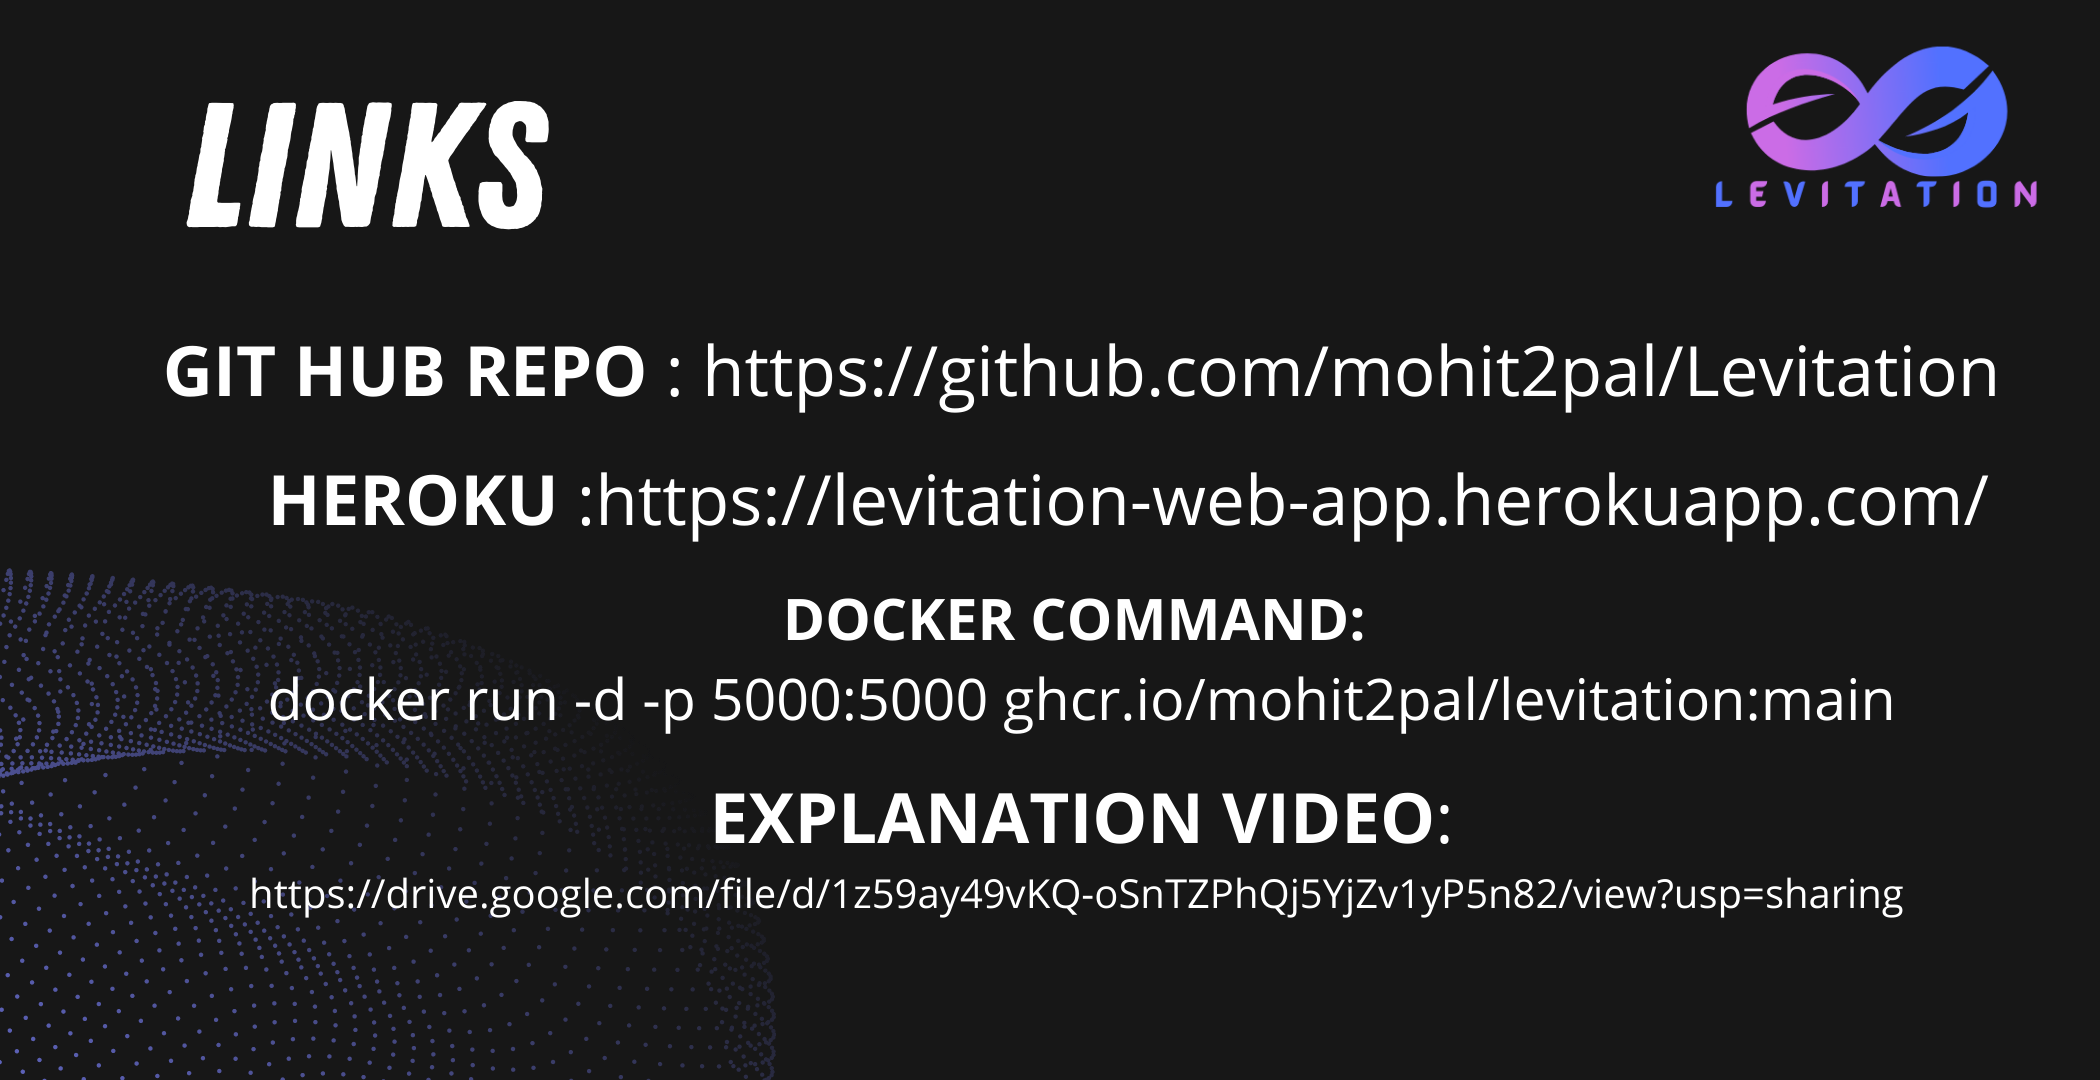 LINKS
LEVITATION
GIT HUB REPO : https://github.com/mohit2pal/Levitation
HEROKU :https://levitation-web-app.herokuapp.com/
DOCKER COMMAND:
docker run -d -p 5000:5000 ghcr.io/mohit2pal/levitation:main
EXPLANATION VIDEO:
https://drive.google.com/file/d/1z59ay49vKQ-oSnTZPhQj5YjZv1yP5n82/view?usp=sharing